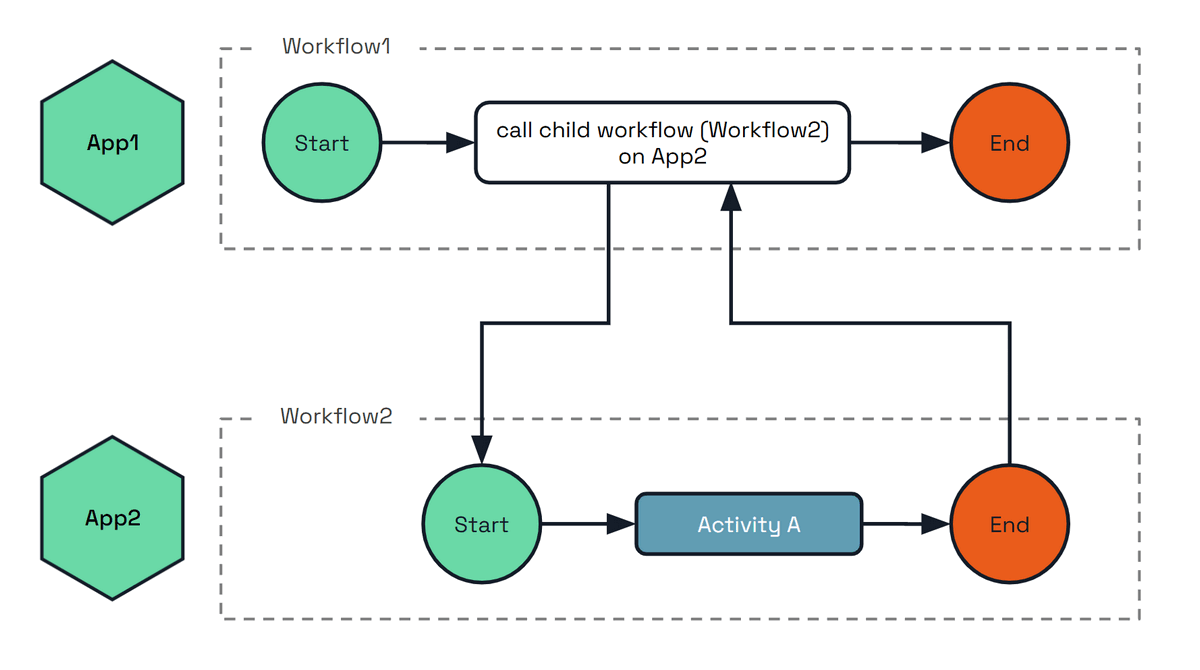 Workflow1
App1
Start
call child workflow (Workflow2)
on App2
End
Workflow2
App2
Start
Activity A
End